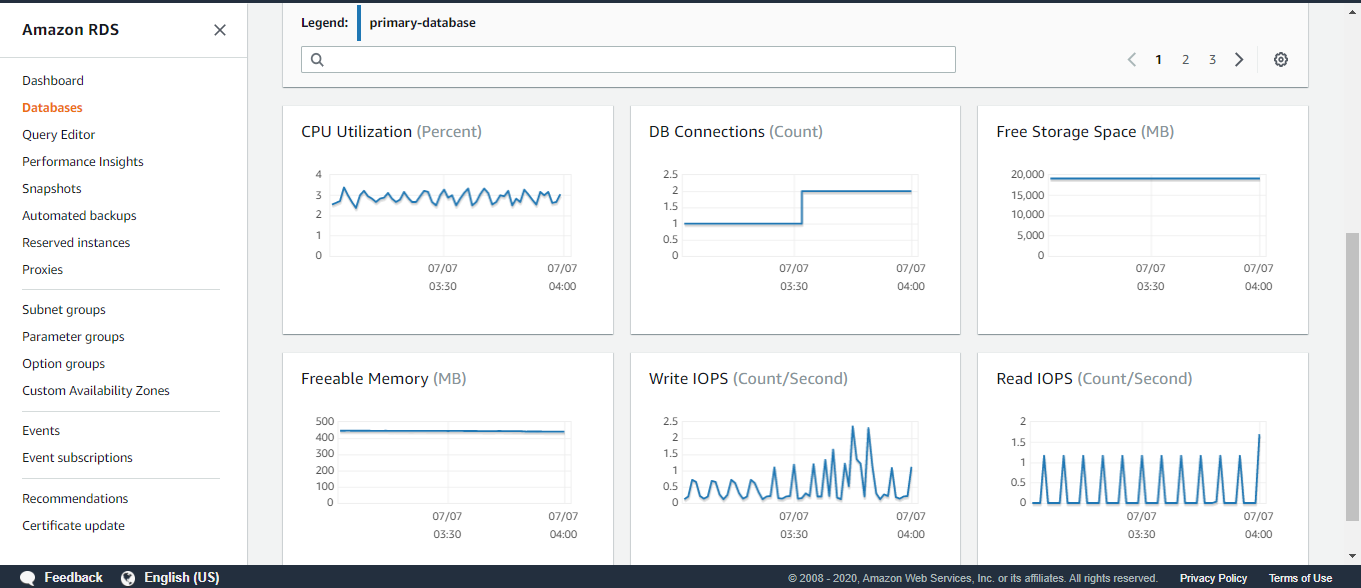 Amazon RDS
Dashboard
Databases
Query Editor
Performance Insights
Snapshots
Automated backups
Reserved instances
Proxies
Subnet groups
Parameter groups
Option groups
Custom Availability Zones
Events
Event subscriptions
Recommendations
Certificate update
Legend: primary-database
1 2 3
CPU Utilization (Percent)
4
3
2
1
0
07/07 07/07
03:30 04:00
DB Connections (Count)
2.5
2
1.5
1
0.5
0
07/07 07/07
03:30 04:00
Free Storage Space (MB)
20,000
15,000
10,000
5,000
0
07/07 07/07
03:30 04:00
Freeable Memory (MB)
500
400
300
200
100
0
07/07 07/07
03:30 04:00
Write IOPS (Count/Second)
2.5
2
1.5
1
0.5
0
07/07 07/07
03:30 04:00
Read IOPS (Count/Second)
2
1.5
1
0.5
0
07/07 07/07
03:30 04:00
Feedback English (US) © 2008 - 2020, Amazon Web Services, Inc. or its affiliates. All rights reserved. Privacy Policy Terms of Use